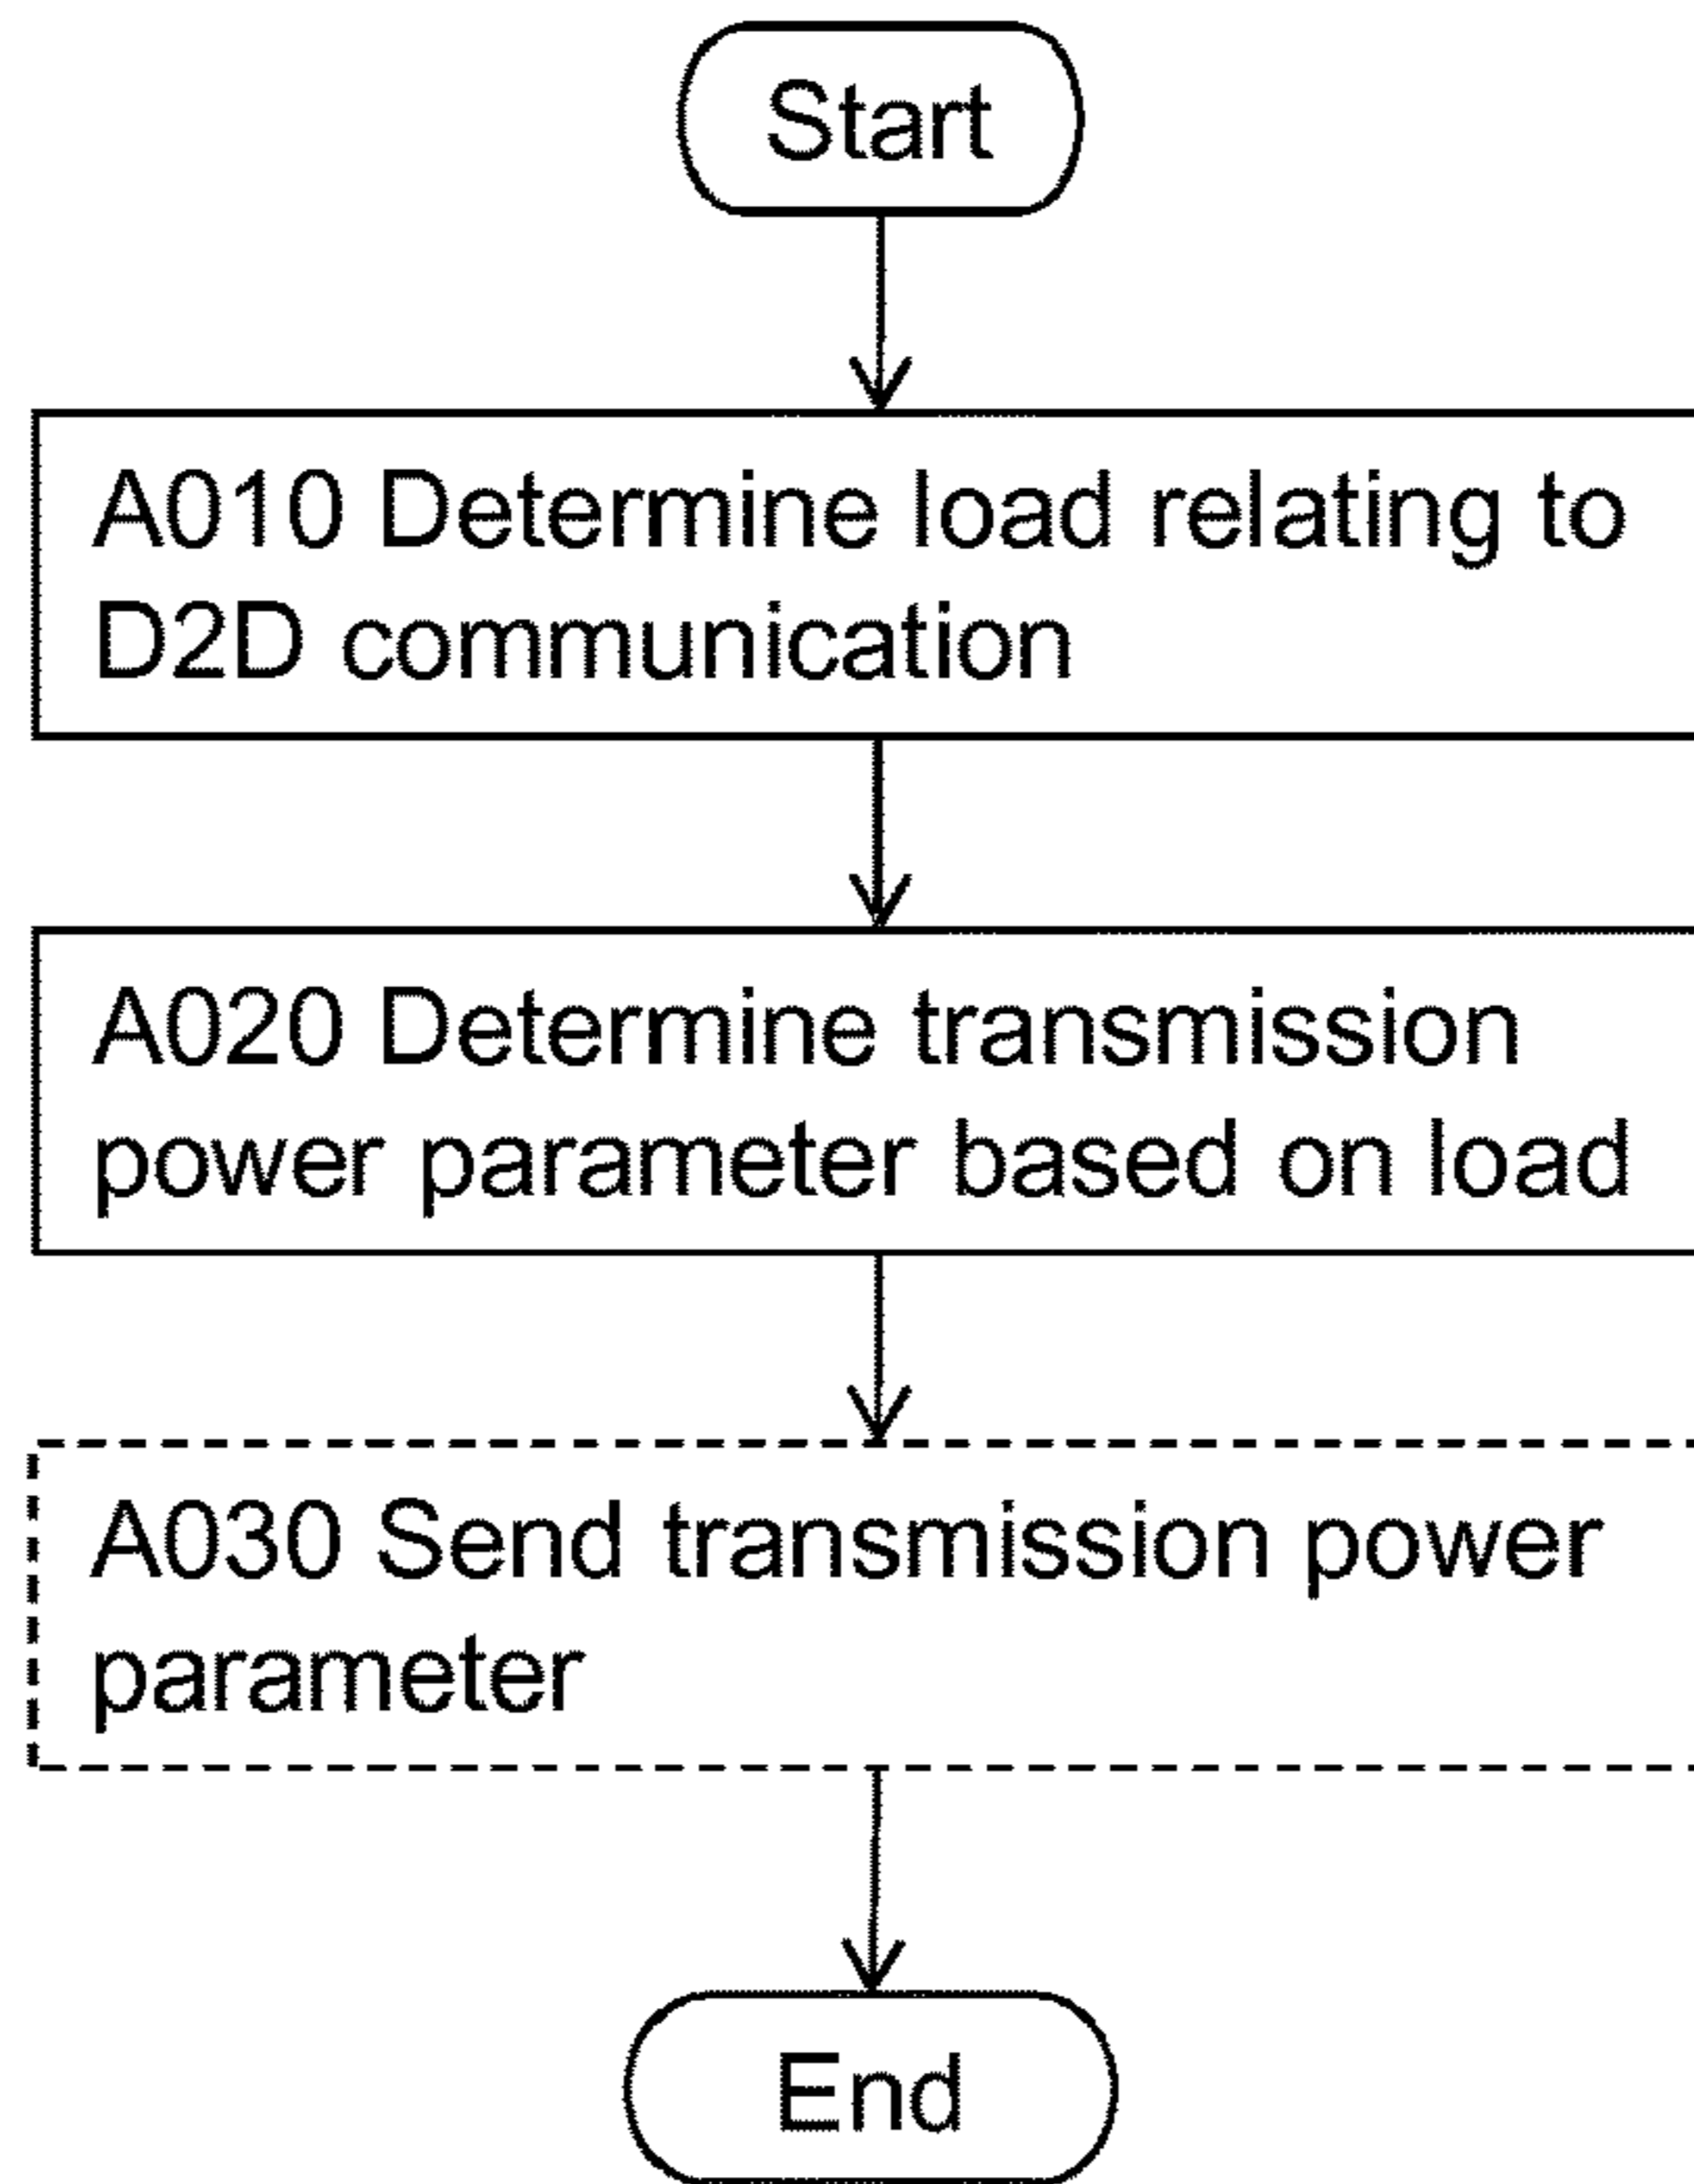 Start
A010 Determine load relating to
D2D communication
A020 Determine transmission
power parameter based on load
A030 Send transmission power
parameter
End